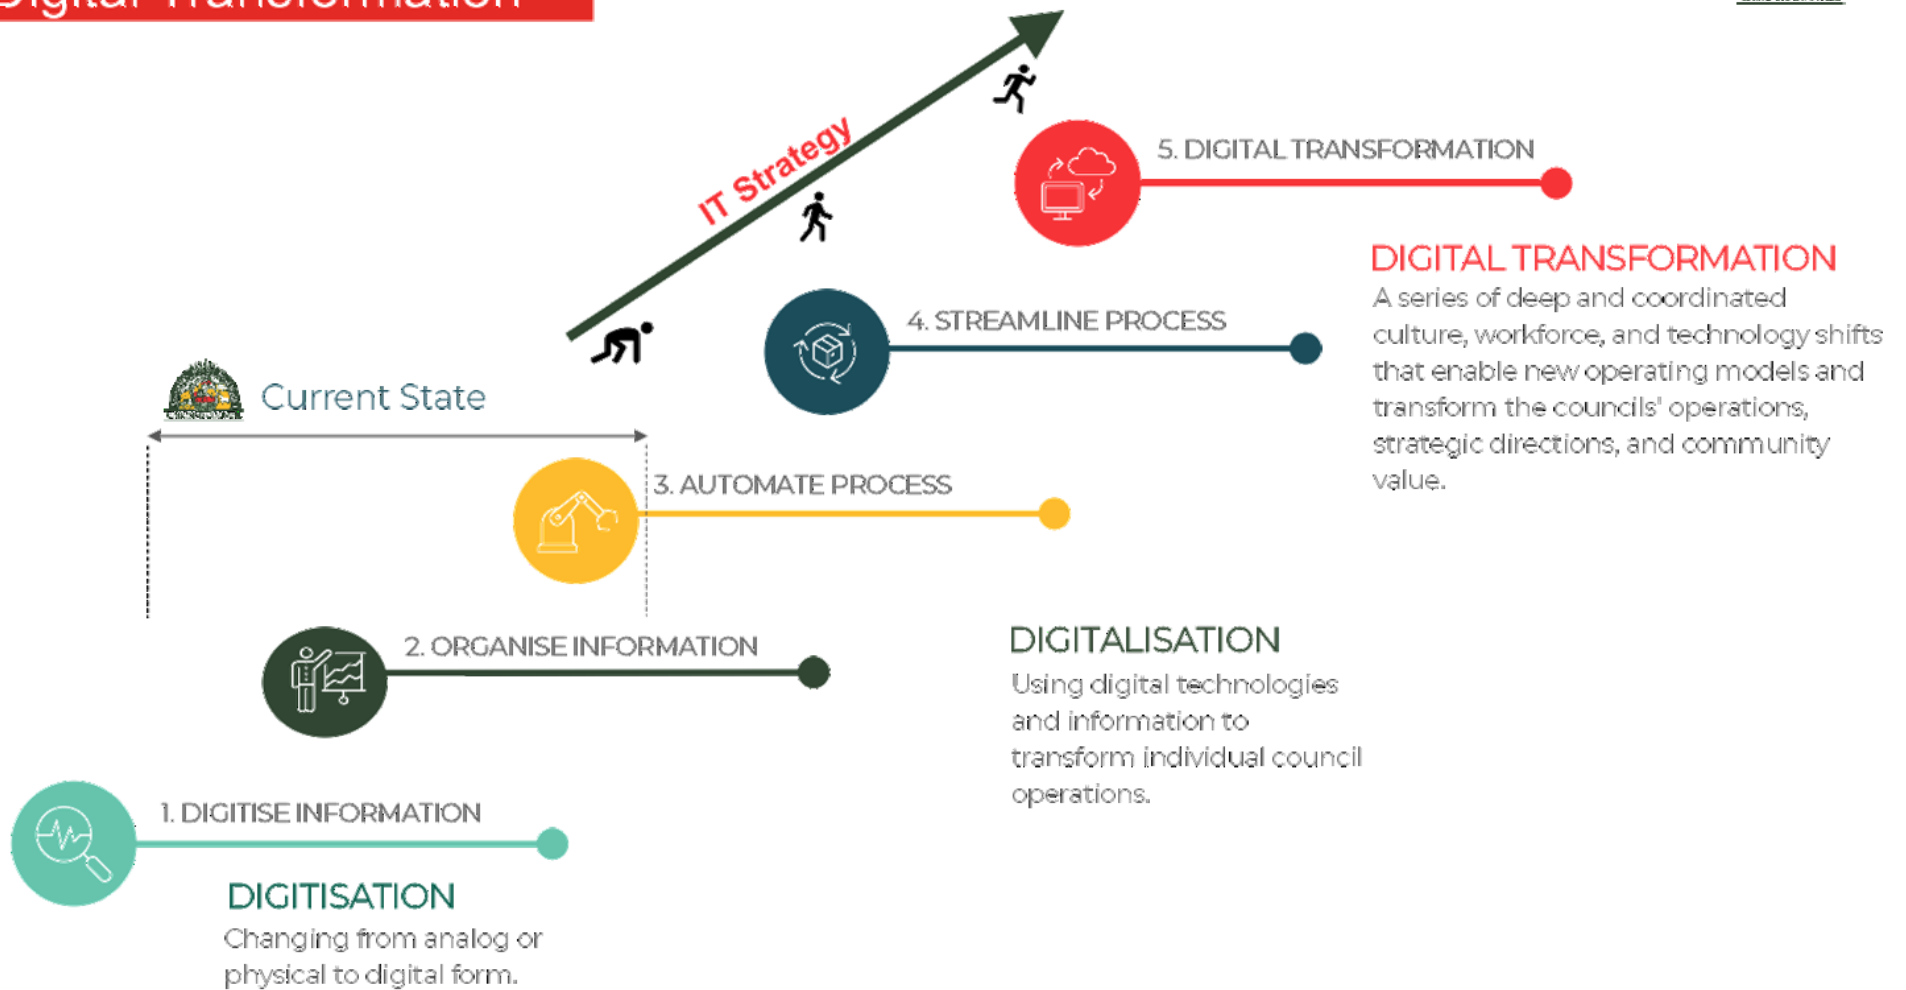 Digital Transformation
IT Strategy
5. DIGITAL TRANSFORMATION
DIGITAL TRANSFORMATION
A series of deep and coordinated
culture, workforce, and technology shifts
that enable new operating models and
transform the councils' operations,
strategic directions, and community
value.
4. STREAMLINE PROCESS
Current State
3. AUTOMATE PROCESS
2. ORGANISE INFORMATION
DIGITALISATION
Using digital technologies
and information to
transform individual council
operations.
1. DIGITISE INFORMATION
DIGITISATION
Changing from analog or
physical to digital form.